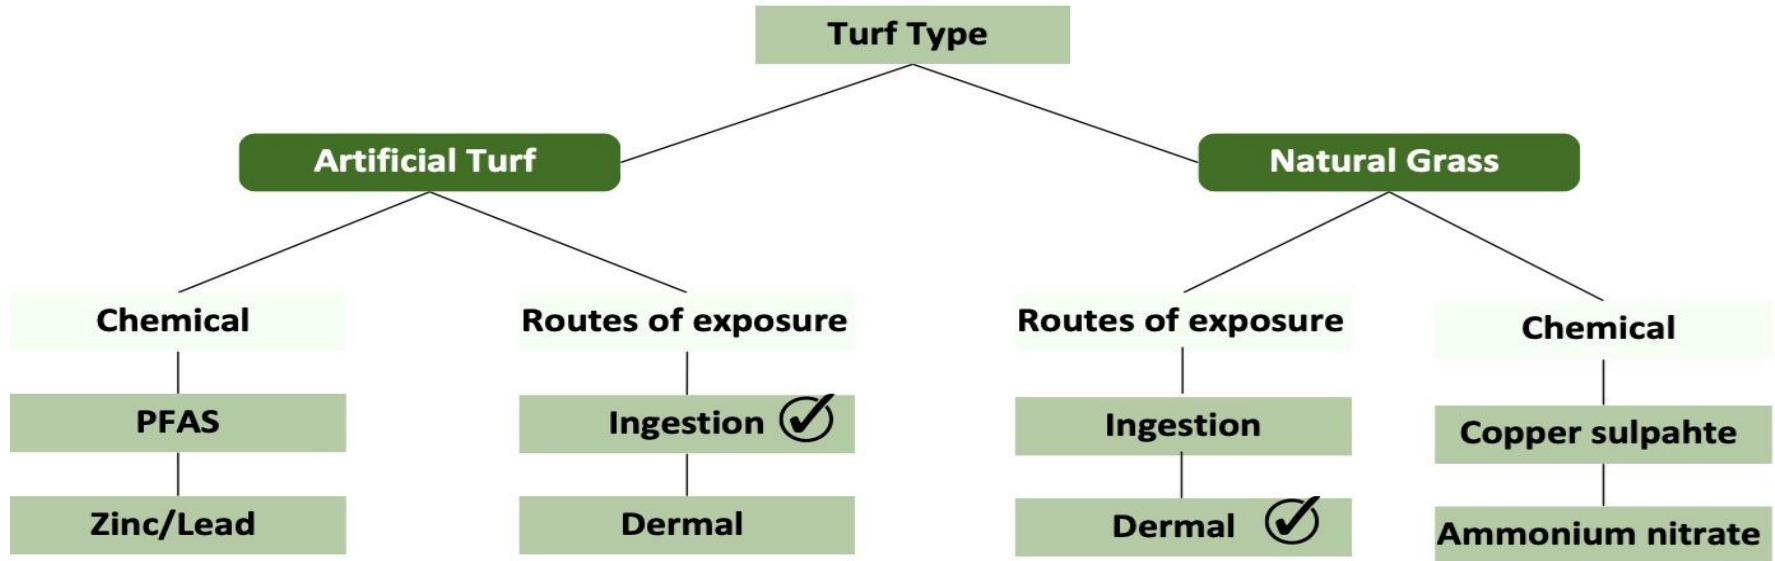 Turf Type
Artificial Turf
Natural Grass
Chemical
Routes of exposure
Routes of exposure
Chemical
PFAS
Ingestion
Ingestion
Copper sulpahte
Zinc/Lead
Dermal
Dermal
Ammonium nitrate